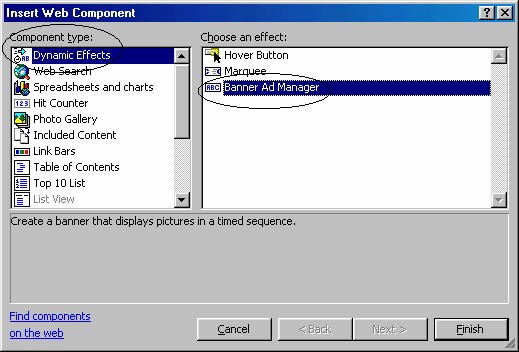 Insert Web Component
Component type:
Dynamic Effects
Web Search
Spreadsheets and charts
Hit Counter
Photo Gallery
Included Content
Link Bars
Table of Contents
Top 10 List
List View
Choose an effect:
Hover Button
Marquee
Banner Ad Manager
Create a banner that displays pictures in a timed sequence.
Find components
on the web
Cancel
< Back
Next >
Finish